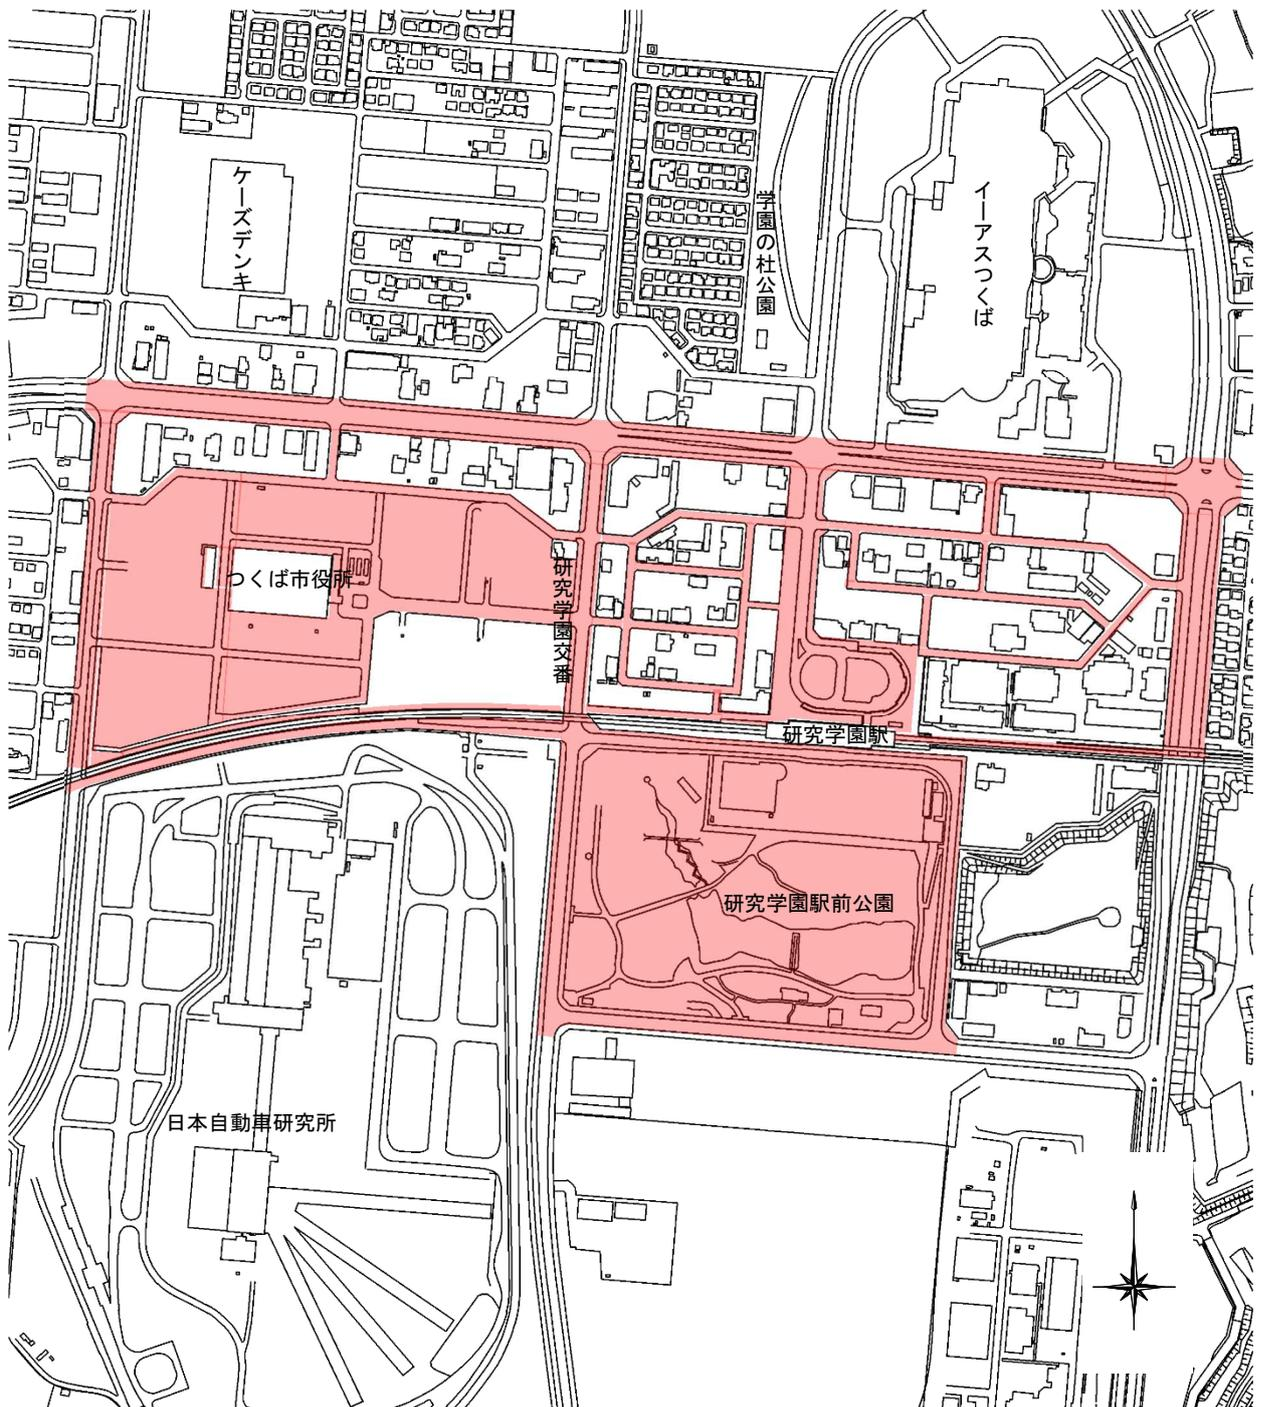 ケーズデンキ
学園の杜公園
イーアスつくば
つくば市役所
研究学園交番
研究学園駅
研究学園駅前公園
日本自動車研究所